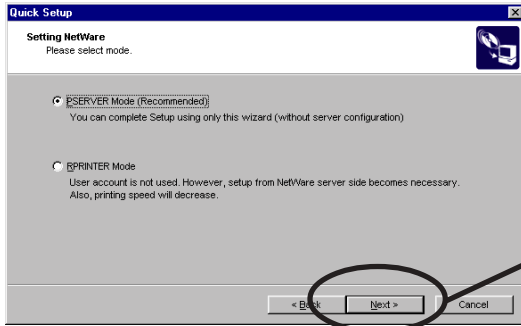 Quick Setup
Setting NetWare
Please select mode.
PSERVER Mode (Recommended)
You can complete Setup using only this wizard (without server configuration)
RPRINTER Mode
User account is not used. However, setup from NetWare server side becomes necessary.
Also, printing speed will decrease.
< Back Next > Cancel